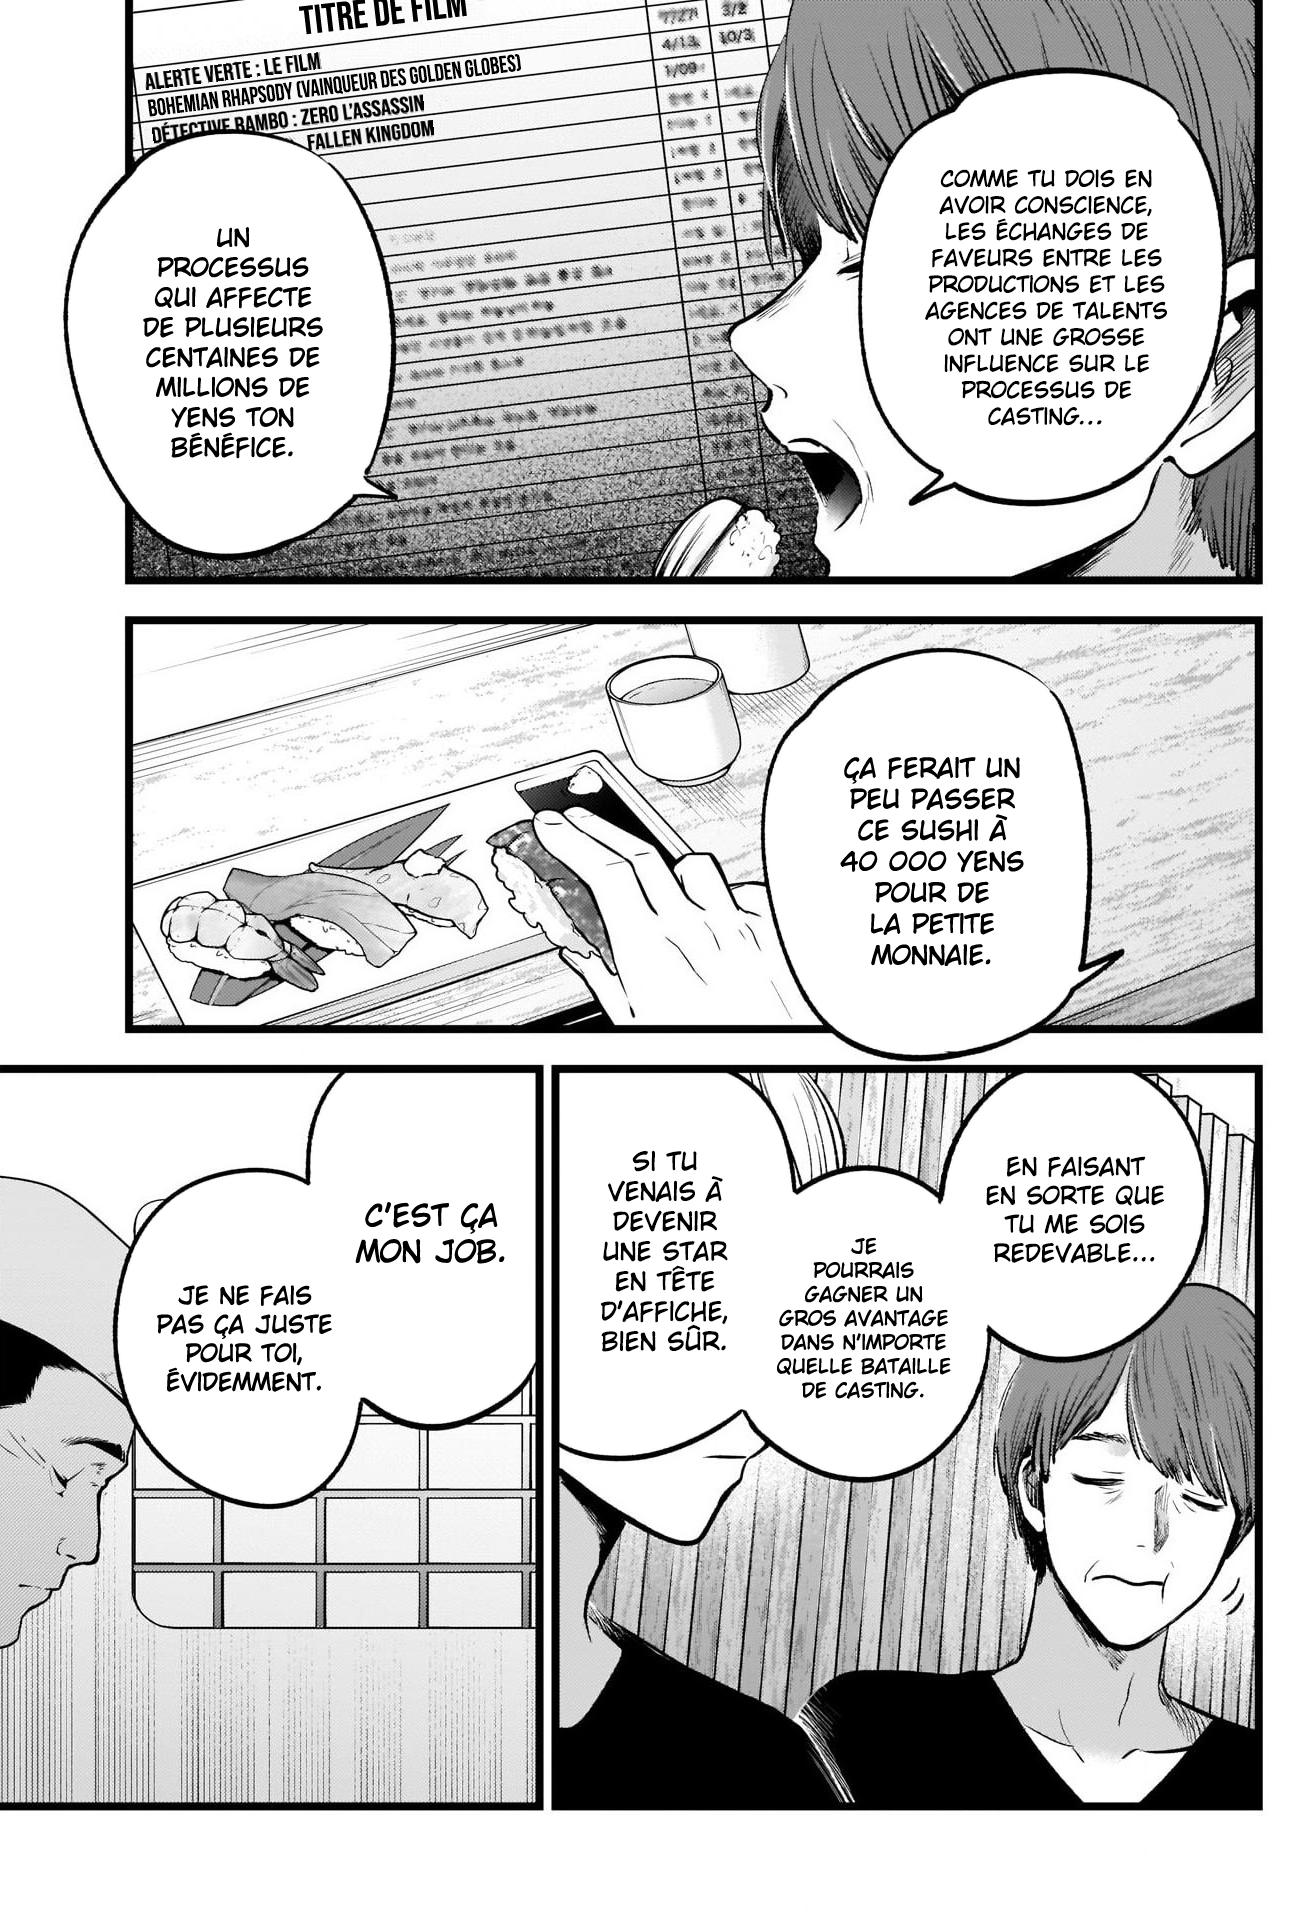 TITRE DE FILM
ALERTE VERTE : LE FILM
BOHEMIAN RHAPSODY (VAINQUEUR DES GOLDEN GLOBES)
DÉTECTIVE RAMBO : ZERO L'ASSASSIN
FALLEN KINGDOM
3/2
4/13
10/3
1/09
COMME TU DOIS EN
AVOIR CONSCIENCE,
LES ÉCHANGES DE
FAVEURS ENTRE LES
PRODUCTIONS ET LES
AGENCES DE TALENTS
ONT UNE GROSSE
INFLUENCE SUR LE
PROCESSUS DE
CASTING...
UN
PROCESSUS
QUI AFFECTE
DE PLUSIEURS
CENTAINES DE
MILLIONS DE
YENS TON
BÉNÉFICE.
ÇA FERAIT UN
PEU PASSER
CE SUSHI À
40 000 YENS
POUR DE
LA PETITE
MONNAIE.
EN FAISANT
EN SORTE QUE
TU ME SOIS
REDEVABLE...
JE
POURRAIS
GAGNER UN
GROS AVANTAGE
DANS N'IMPORTE
QUELLE BATAILLE
DE CASTING.
SI TU
VENAIS À
DEVENIR
UNE STAR
EN TÊTE
D'AFFICHE,
BIEN SÛR.
C'EST ÇA
MON JOB.
JE NE FAIS
PAS ÇA JUSTE
POUR TOI,
ÉVIDEMMENT.